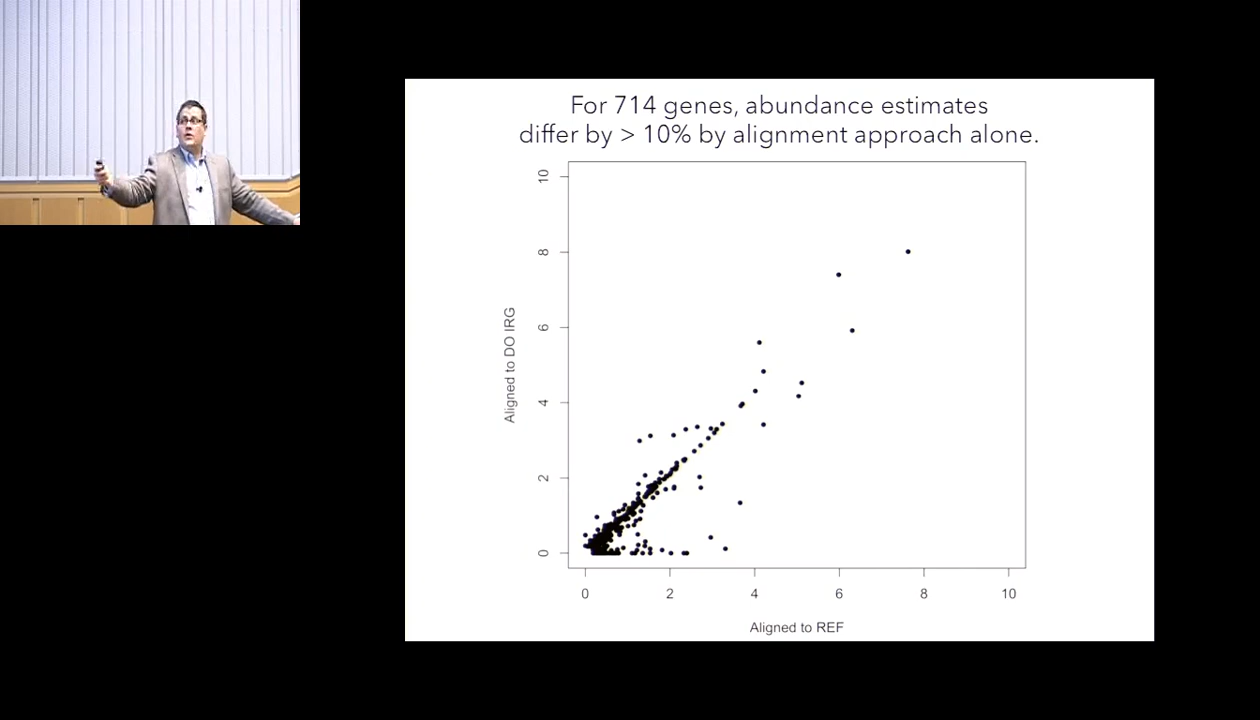 For 714 genes, abundance estimates
differ by > 10% by alignment approach alone.
10
8
6
4
2
0
Aligned to DO IRG
0 2 4 6 8 10
Aligned to REF